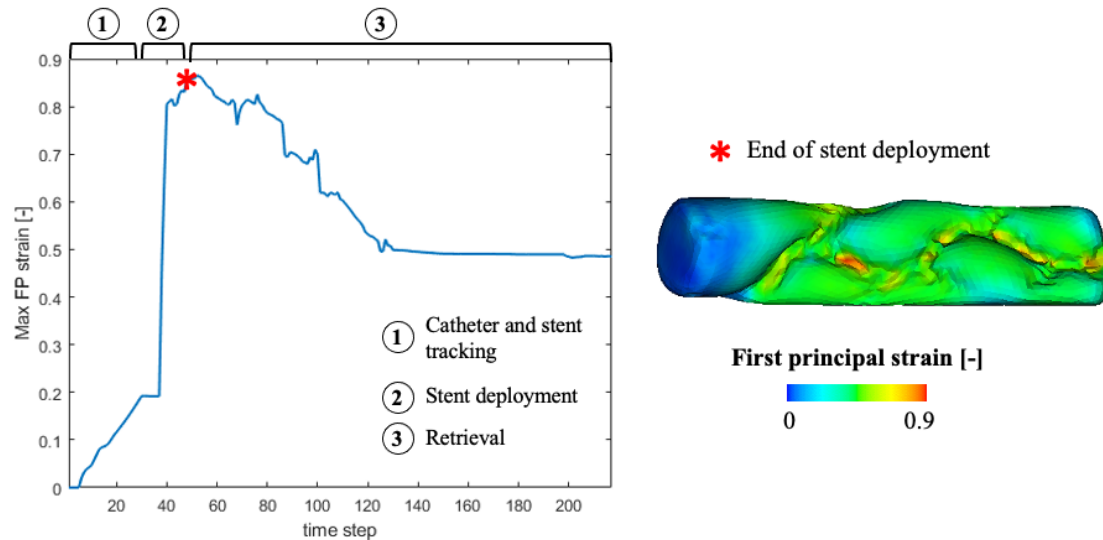 1 2 3
0.9
0.8
0.7
0.6
0.5
0.4
0.3
0.2
0.1
0
Max FP strain [-]
20 40 60 80 100 120 140 160 180 200
time step
1 Catheter and stent
tracking
2 Stent deployment
3 Retrieval
* End of stent deployment
First principal strain [-]
0 0.9